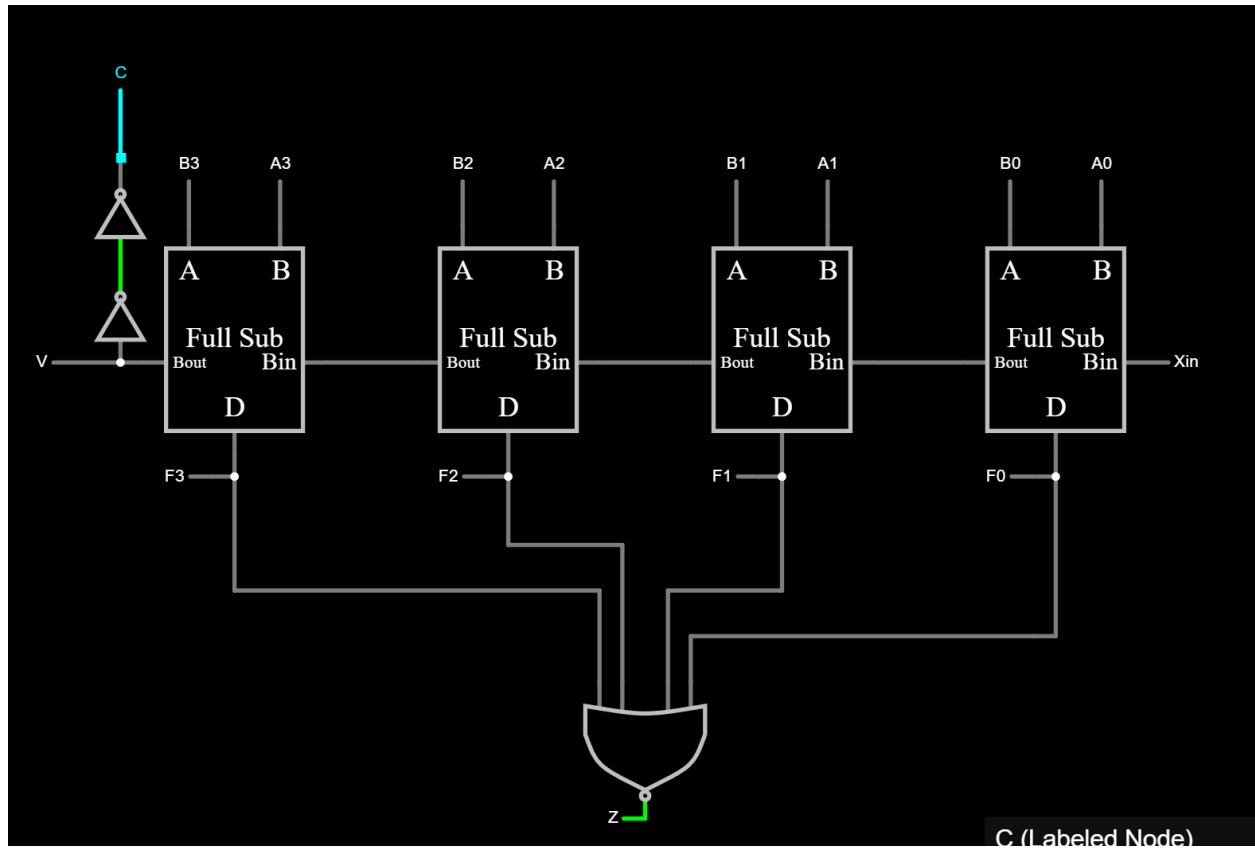 C
B3 A3 B2 A2 B1 A1 B0 A0
A B A B A B A B
Full Sub Full Sub Full Sub Full Sub
V Bout Bin Bout Bin Bout Bin Bout Bin Xin
D D D D
F3 F2 F1 F0
Z
C (Labeled Node)